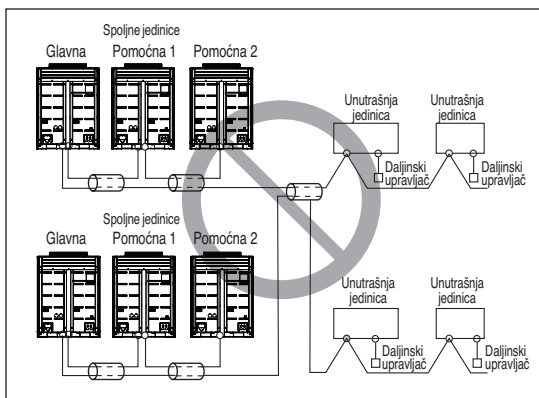 Spoljne jedinice
Glavna Pomoćna 1 Pomoćna 2
Unutrašnja
jedinica
Unutrašnja
jedinica
Daljinski
upravljač
Daljinski
upravljač
Spoljne jedinice
Glavna Pomoćna 1 Pomoćna 2
Unutrašnja
jedinica
Unutrašnja
jedinica
Daljinski
upravljač
Daljinski
upravljač